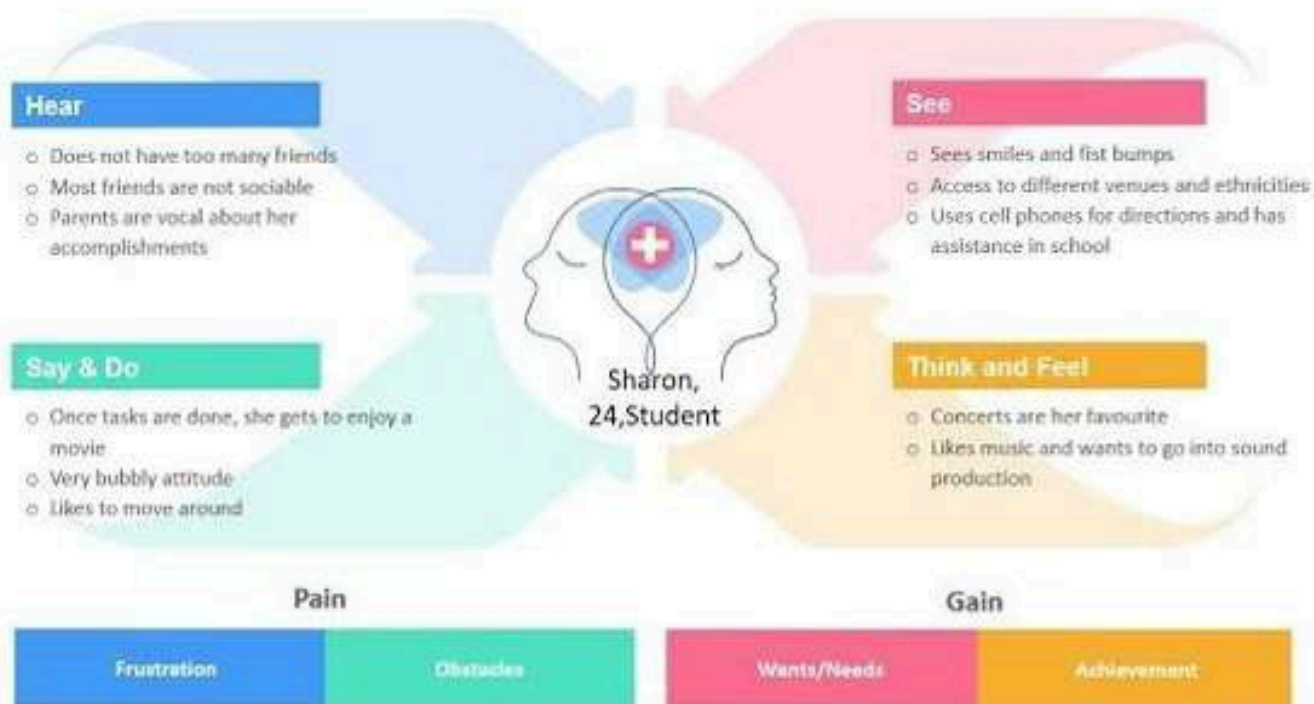 Hear
○ Does not have too many friends
○ Most friends are not sociable
○ Parents are vocal about her
accomplishments
See
○ Sees smiles and fist bumps
○ Access to different venues and ethnicities
○ Uses cell phones for directions and has
assistance in school
Sharon,
24,Student
Say & Do
○ Once tasks are done, she gets to enjoy a
movie
○ Very bubbly attitude
○ Likes to move around
Think and Feel
○ Concerts are her favourite
○ Likes music and wants to go into sound
production
Pain
Frustration
Obstacles
Gain
Wants/Needs
Achievement